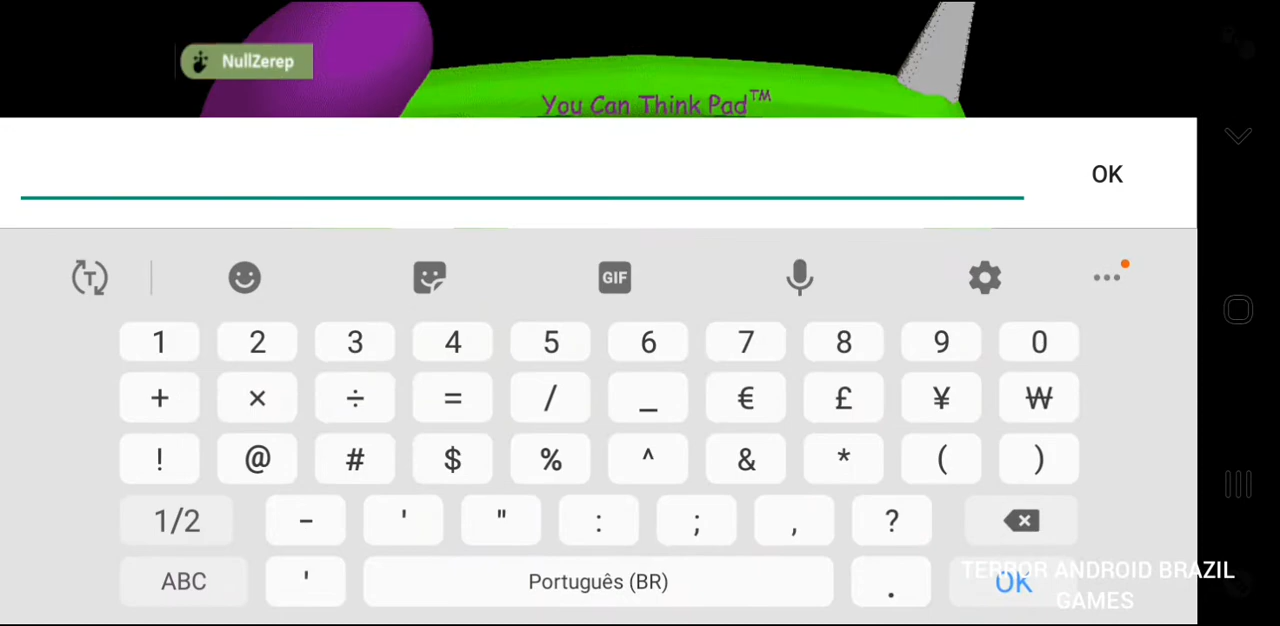 NullZerep
You Can Think Pad™
OK
T
GIF
1 2 3 4 5 6 7 8 9 0
+ × ÷ = / _ € £ ¥ ₩
! @ # $ % ^ & * ( )
1/2 - ' " : ; , ?
ABC ' Português (BR) . OK
TERROR ANDROID BRAZIL
GAMES